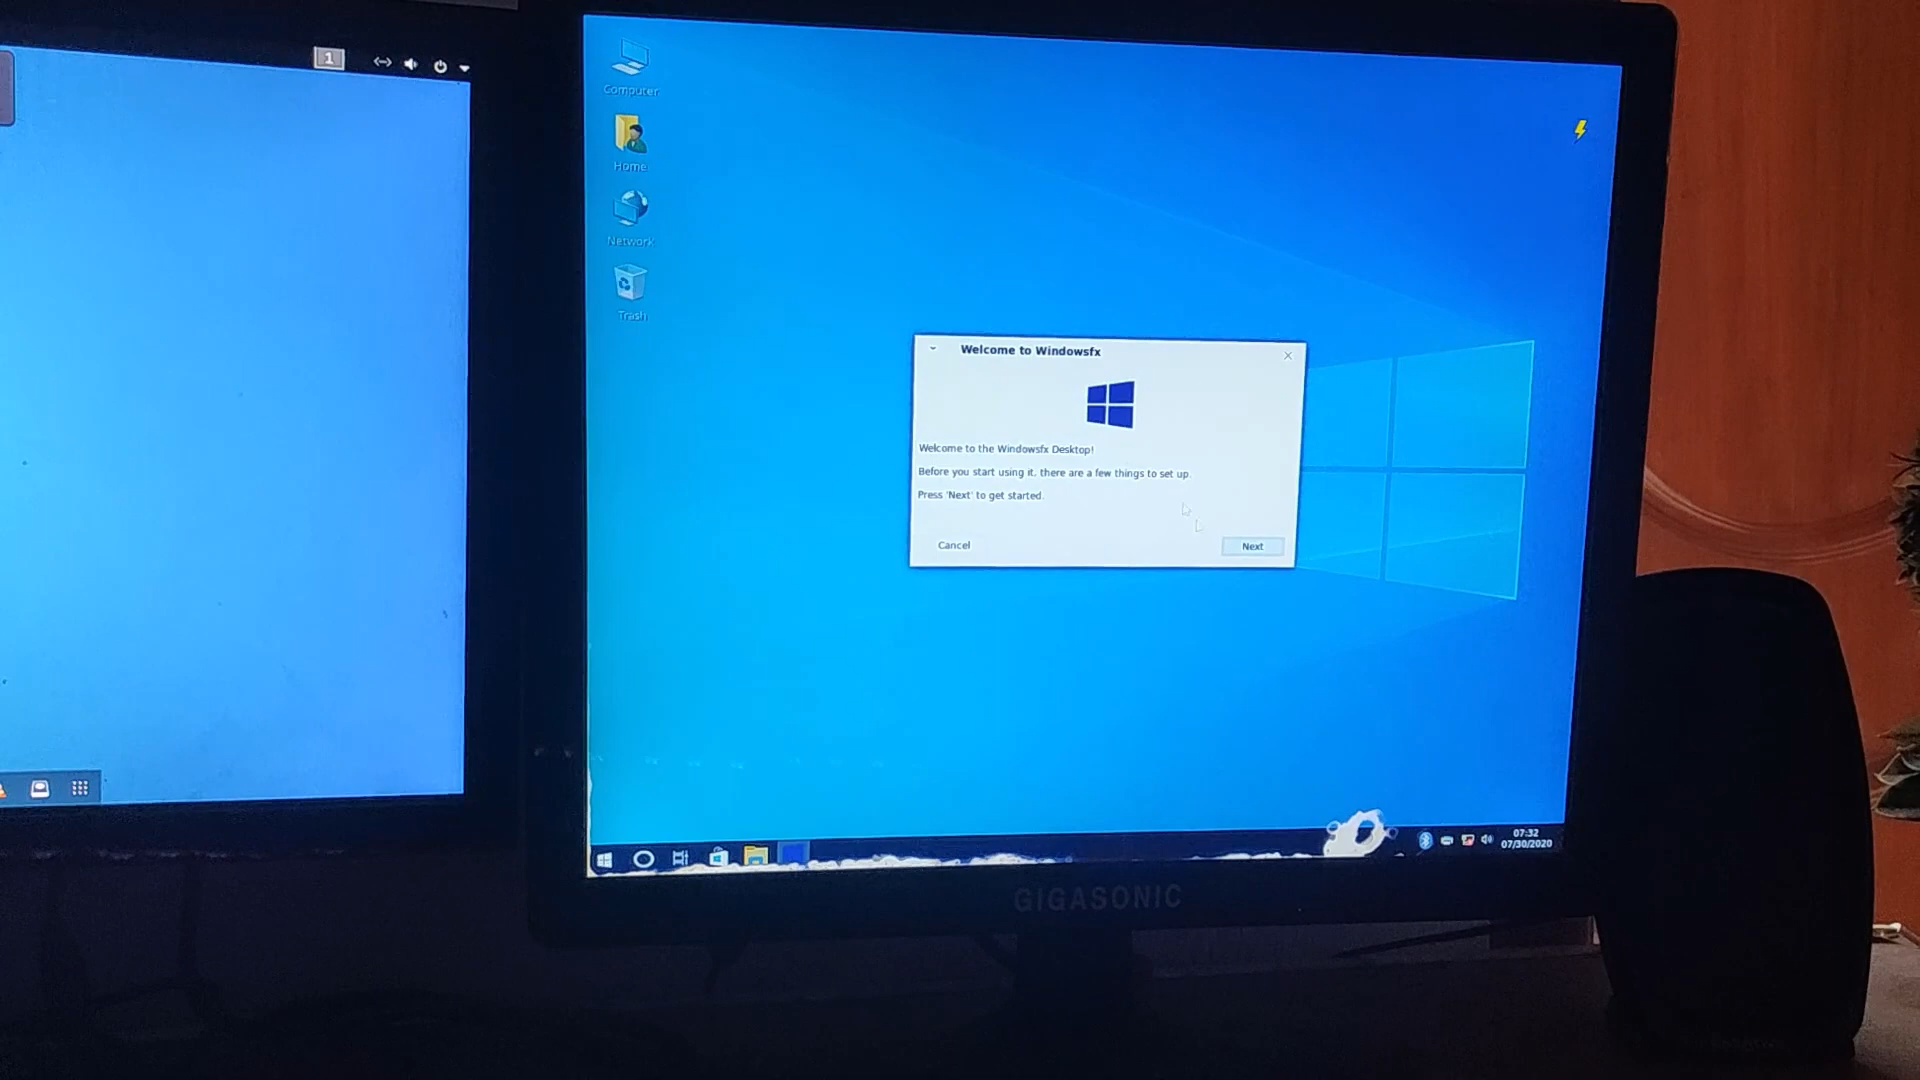 1
Computer
Home
Network
Trash
Welcome to Windowsfx
Welcome to the Windowsfx Desktop!
Before you start using it, there are a few things to set up.
Press 'Next' to get started.
Cancel
Next
07:32
07/30/2020
GIGASONIC